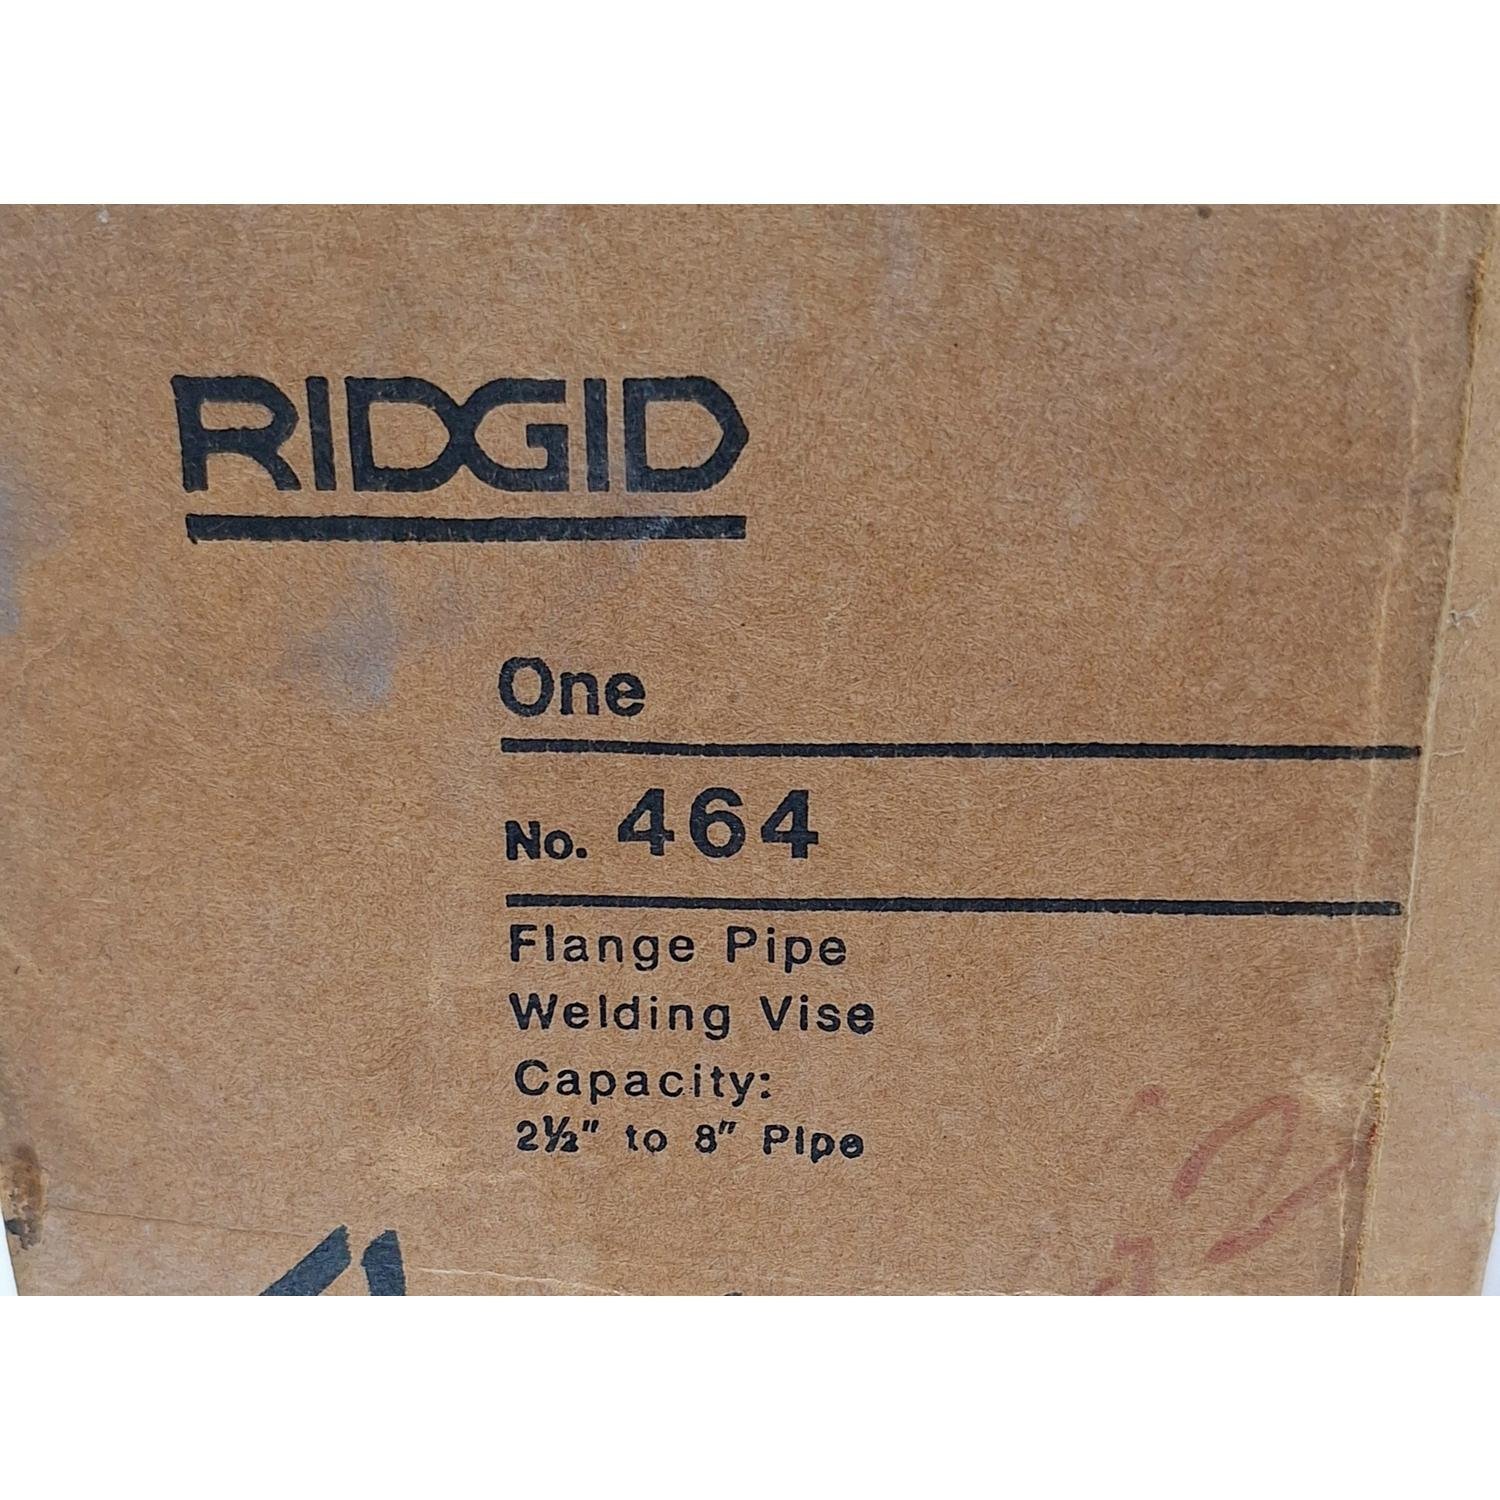 RIDGID
One
No. 464
Flange Pipe
Welding Vise
Capacity:
2½" to 8" Pipe